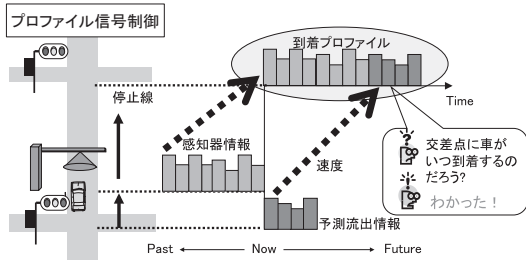 プロファイル信号制御
到着プロファイル
停止線
Time
感知器情報
速度
?
交差点に車が
いつ到着するの
だろう?
!
わかった!
予測流出情報
Past
Now
Future